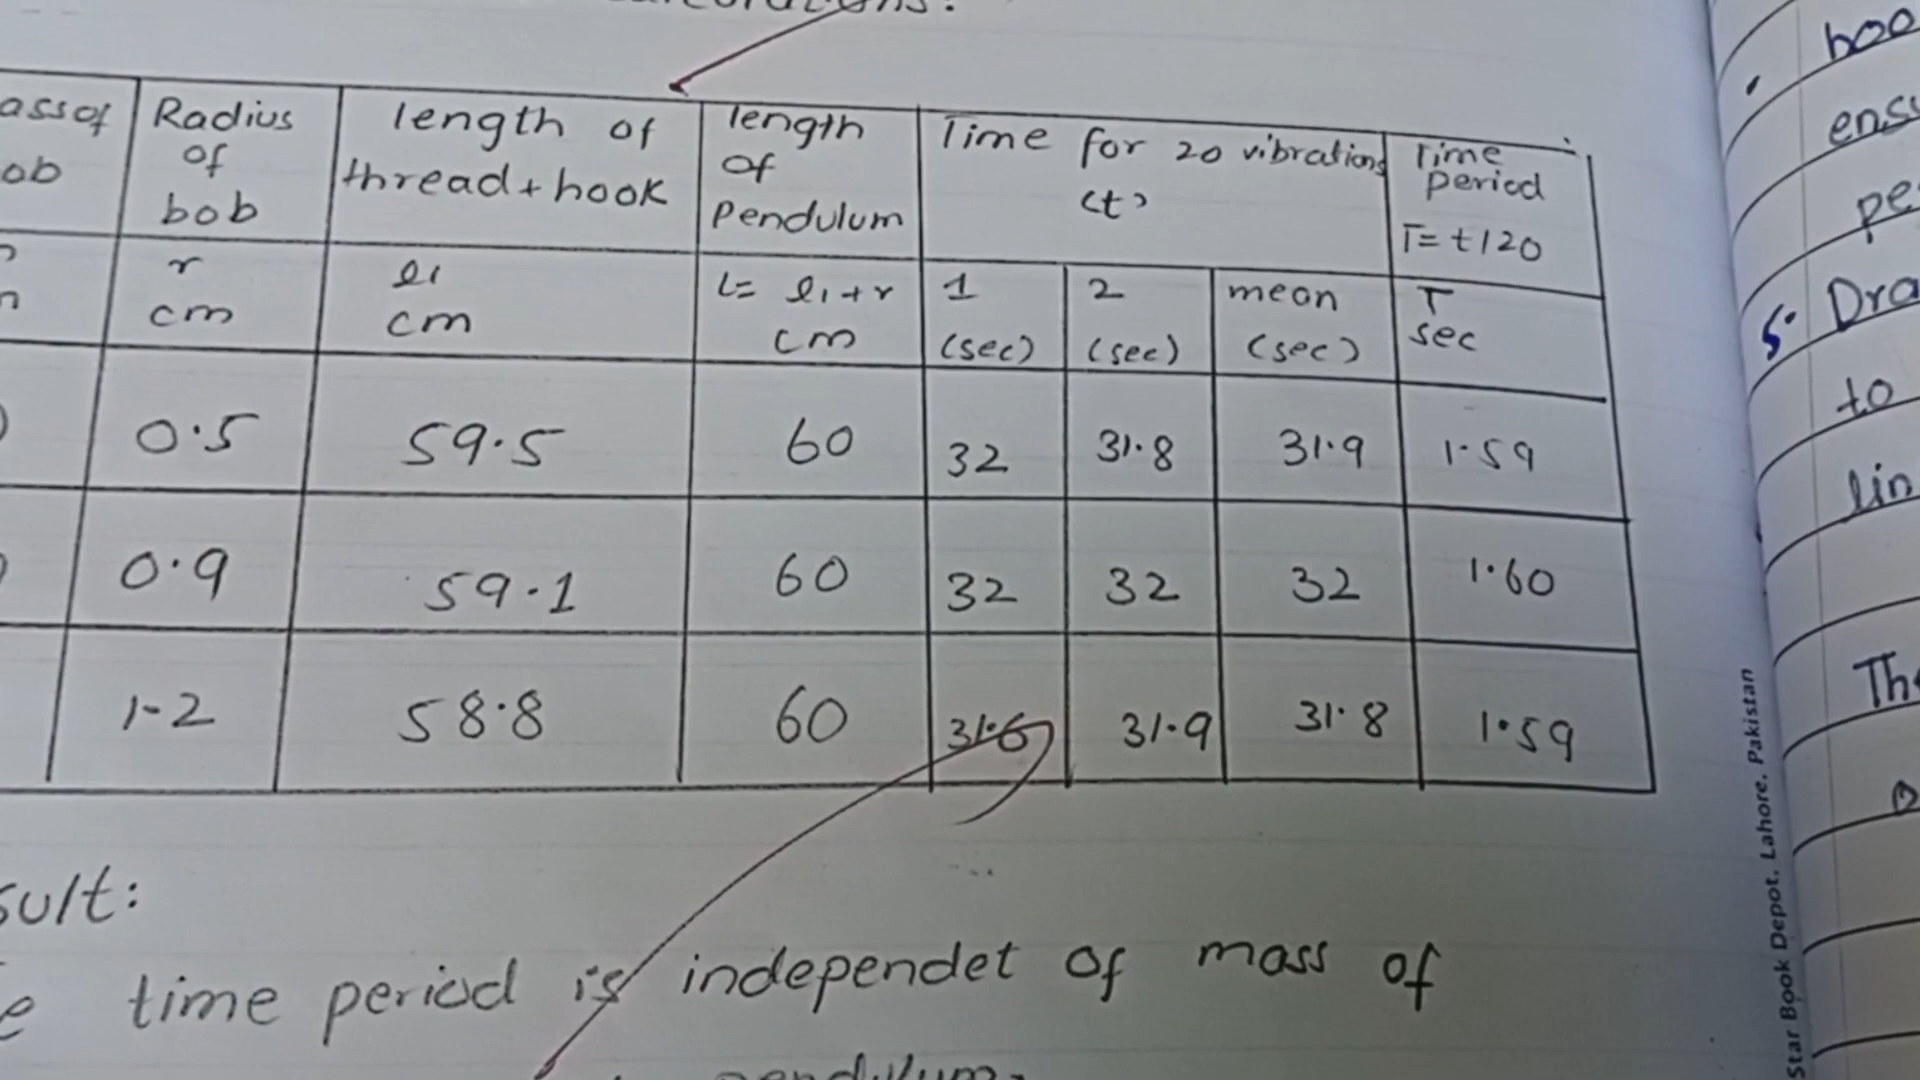 Radius of bob
length of thread + hook
length of Pendulum
Time for 20 vibrations (t)
Time period T= t/20
r cm
l1 cm
L= l1+r cm
1 (sec)
2 (sec)
mean (sec)
T sec
0.5 59.5 60 32 31.8 31.9 1.59
0.9 59.1 60 32 32 32 1.60
1.2 58.8 60 31.6 31.9 31.8 1.59
time period is independet of mass of
pendulum.
5. Dra
to
Star Book Depot, Lahore, Pakistan